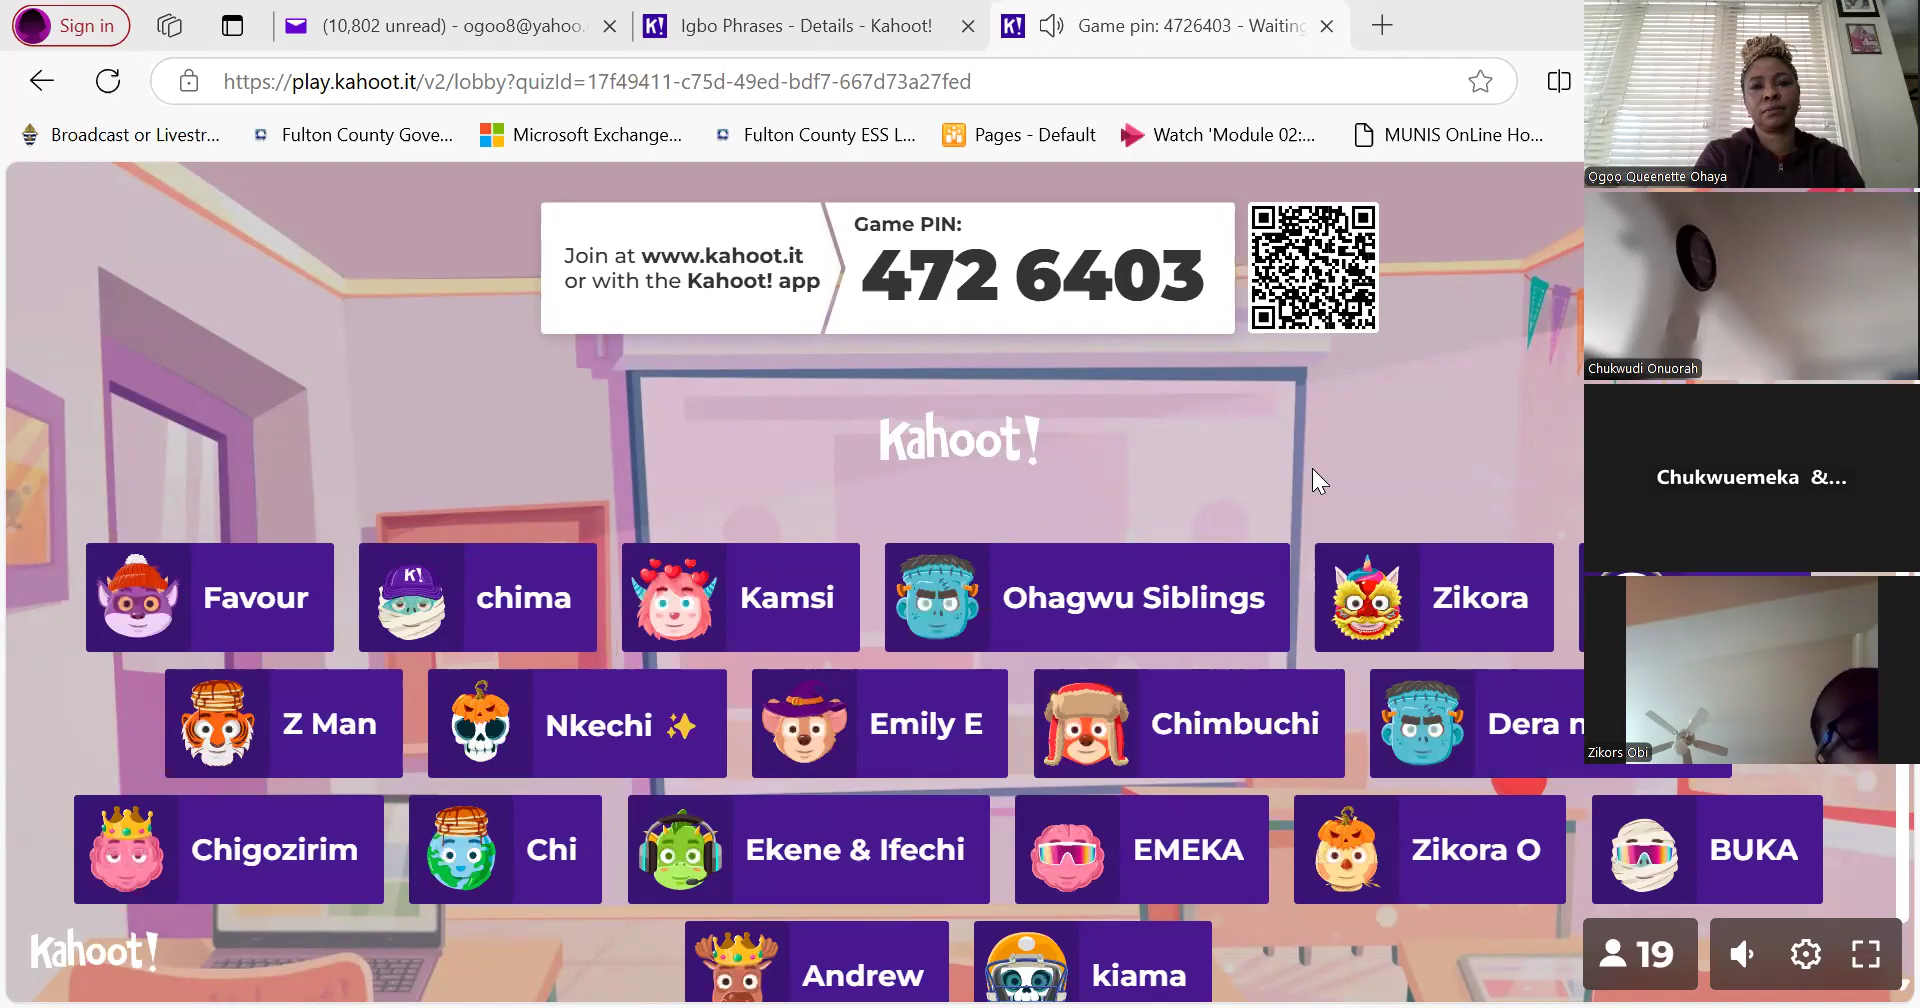 Sign in
(10,802 unread) - ogoo8@yahoo.
Igbo Phrases - Details - Kahoot!
Game pin: 4726403 - Waiting
https://play.kahoot.it/v2/lobby?quizId=17f49411-c75d-49ed-bdf7-667d73a27fed
Broadcast or Livestr...
Fulton County Gove...
Microsoft Exchange...
Fulton County ESS L...
Pages - Default
Watch 'Module 02:...
MUNIS OnLine Ho...
Ogoo Queenette Ohaya
Join at www.kahoot.it
or with the Kahoot! app
Game PIN:
472 6403
Chukwudi Onuorah
Kahoot!
Chukwuemeka &...
Favour
K!
chima
Kamsi
Ohagwu Siblings
Zikora
Z Man
Nkechi ✨
Emily E
Chimbuchi
Dera
Zikors Obi
Chigozirim
Chi
Ekene & Ifechi
EMEKA
Zikora O
BUKA
Kahoot!
Andrew
kiama
19